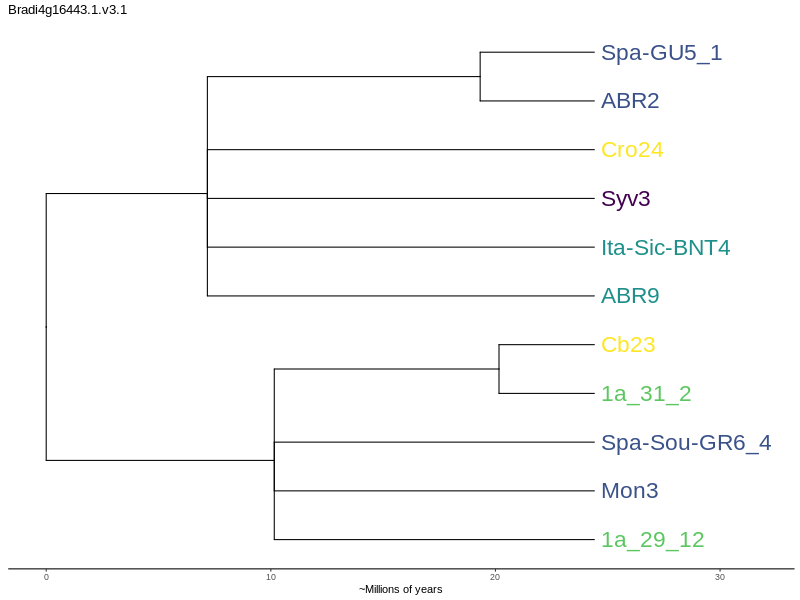 Bradi4g16443.1.v3.1
Spa-GU5_1
ABR2
Cro24
Syv3
Ita-Sic-BNT4
ABR9
Cb23
1a_31_2
Spa-Sou-GR6_4
Mon3
1a_29_12
0 10 20 30
~Millions of years